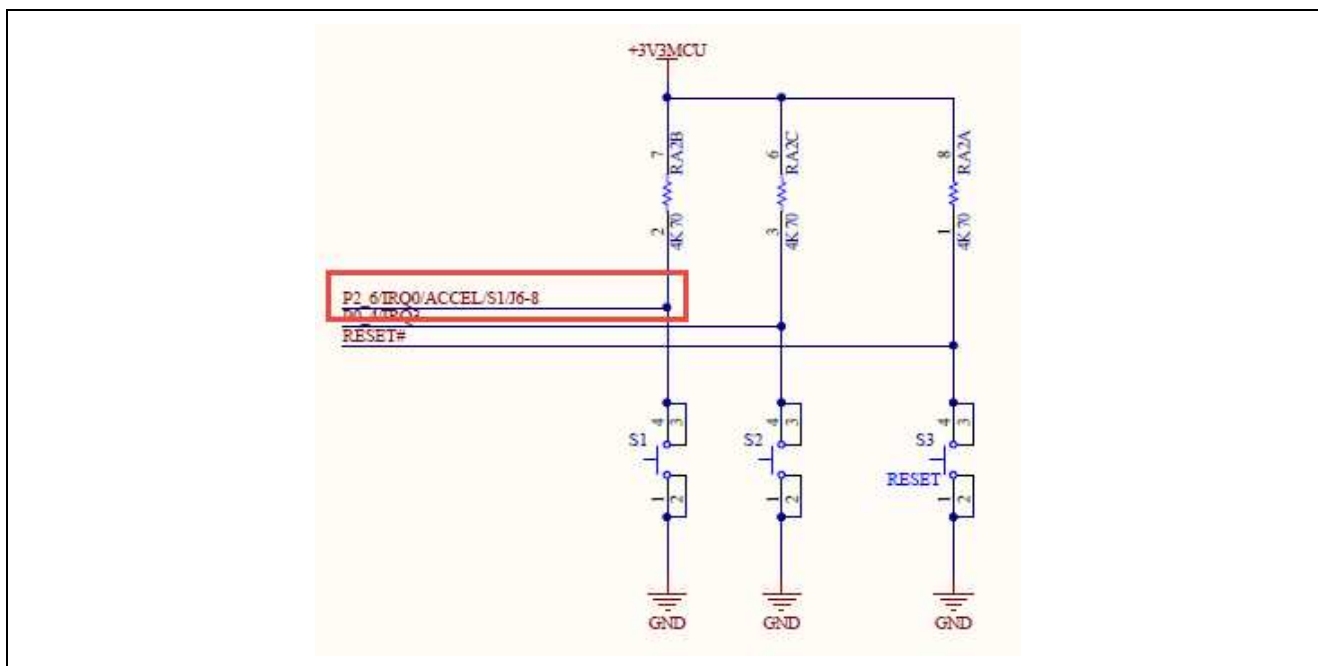 +3V3MCU
7 RA2B 6 RA2C 8 RA2A
2 4K70 3 4K70 1 4K70
P2_6/IRQ0/ACCEL/S1/J6-8
RESET#
4 3 4 3 4 3
S1 S2 S3
RESET
1 2 1 2 1 2
GND GND GND